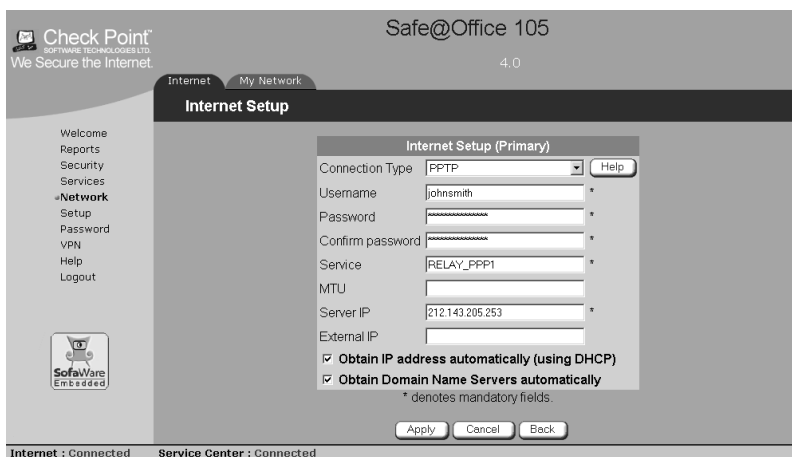 Check Point™
SOFTWARE TECHNOLOGIES LTD.
We Secure the Internet.
Safe@Office 105
4.0
Internet
My Network
Internet Setup
Welcome
Reports
Security
Services
Network
Setup
Password
VPN
Help
Logout
SofaWare
Embedded
Internet Setup (Primary)
Connection Type PPTP Help
Username johnsmith *
Password ************** *
Confirm password ************** *
Service RELAY_PPP1 *
MTU
Server IP 212.143.205.253 *
External IP
Obtain IP address automatically (using DHCP)
Obtain Domain Name Servers automatically
* denotes mandatory fields.
Apply Cancel Back
Internet : Connected Service Center : Connected